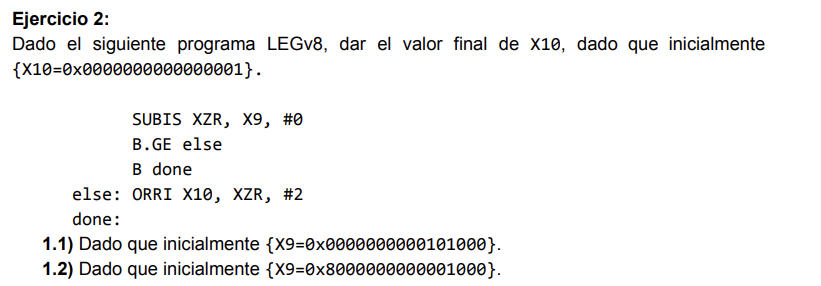 Ejercicio 2:
Dado el siguiente programa LEGv8, dar el valor final de X10, dado que inicialmente
{X10=0x0000000000000001}.
SUBIS XZR, X9, #0
B.GE else
B done
else: ORRI X10, XZR, #2
done:
1.1) Dado que inicialmente {X9=0x0000000000101000}.
1.2) Dado que inicialmente {X9=0x8000000000001000}.